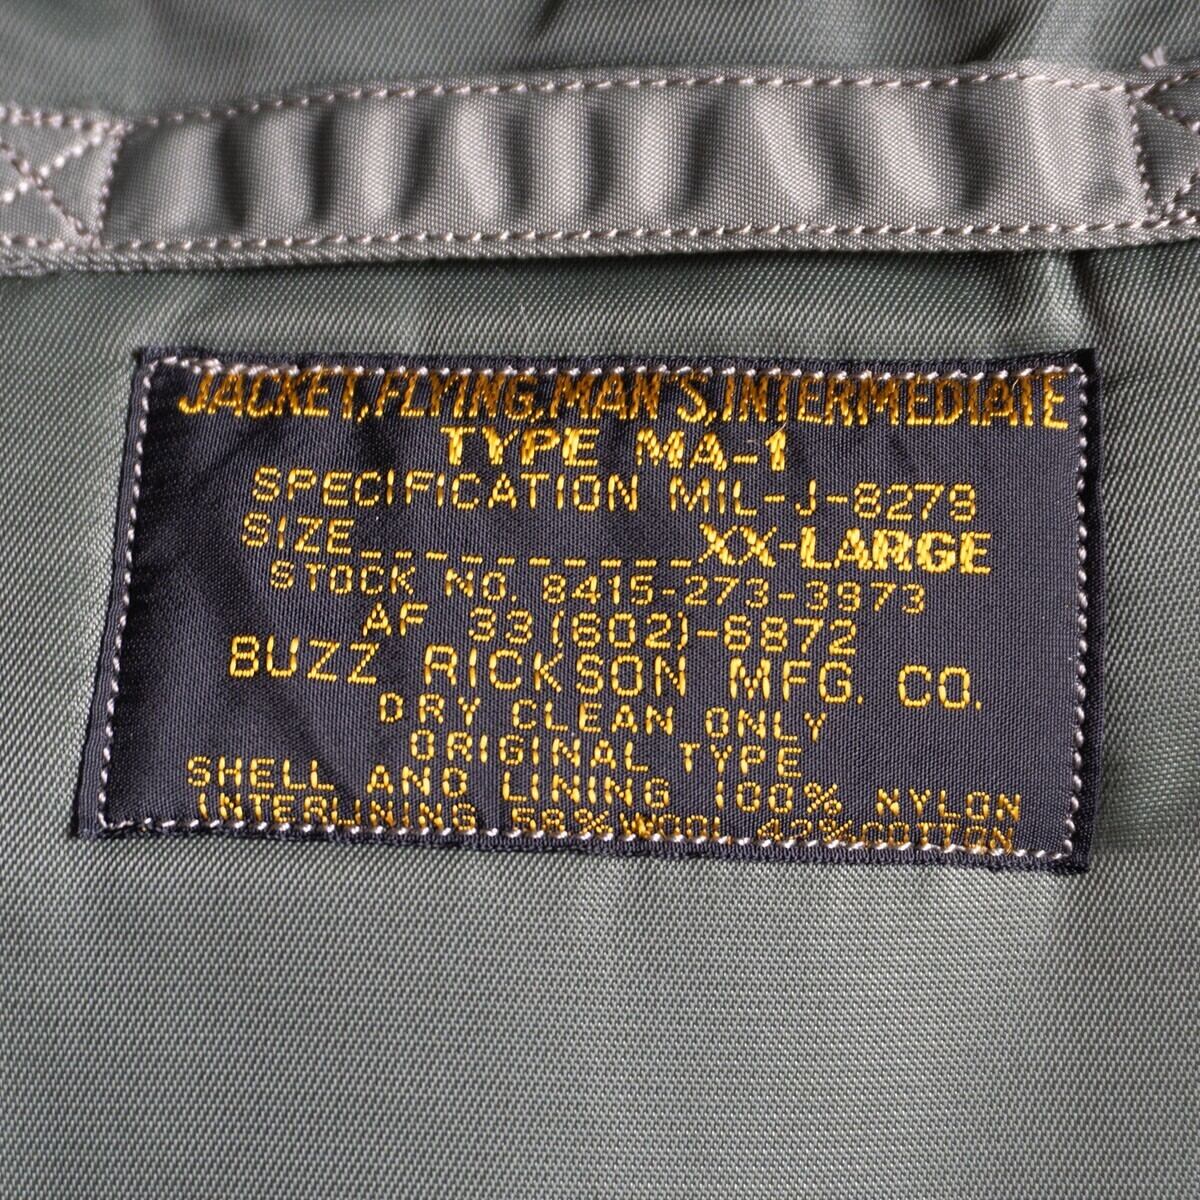 JACKET,FLYING,MAN'S,INTERMEDIATE
TYPE MA-1
SPECIFICATION MIL-J-8279
SIZE__________XX-LARGE
STOCK NO. 8415-273-3973
AF 33(602)-6872
BUZZ RICKSON MFG. CO.
DRY CLEAN ONLY
ORIGINAL TYPE
SHELL AND LINING 100% NYLON
INTERLINING 58% WOOL 42% COTTON